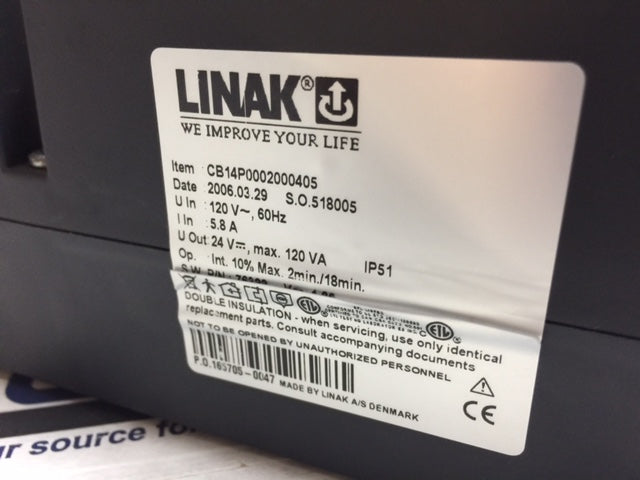 LINAK®
WE IMPROVE YOUR LIFE
Item : CB14P0002000405
Date : 2006.03.29 S.O.518005
U In : 120 V~, 60Hz
I In : 5.8 A
U Out: 24 V⎓, max. 120 VA IP51
Op. : Int. 10% Max. 2min./18min.
S.W. P/N:
ETL
DOUBLE INSULATION - when servicing, use only identical
replacement parts. Consult accompanying documents
NOT TO BE OPENED BY UNAUTHORIZED PERSONNEL
P.O.165705-0047 MADE BY LINAK A/S DENMARK
CE
ur source fo